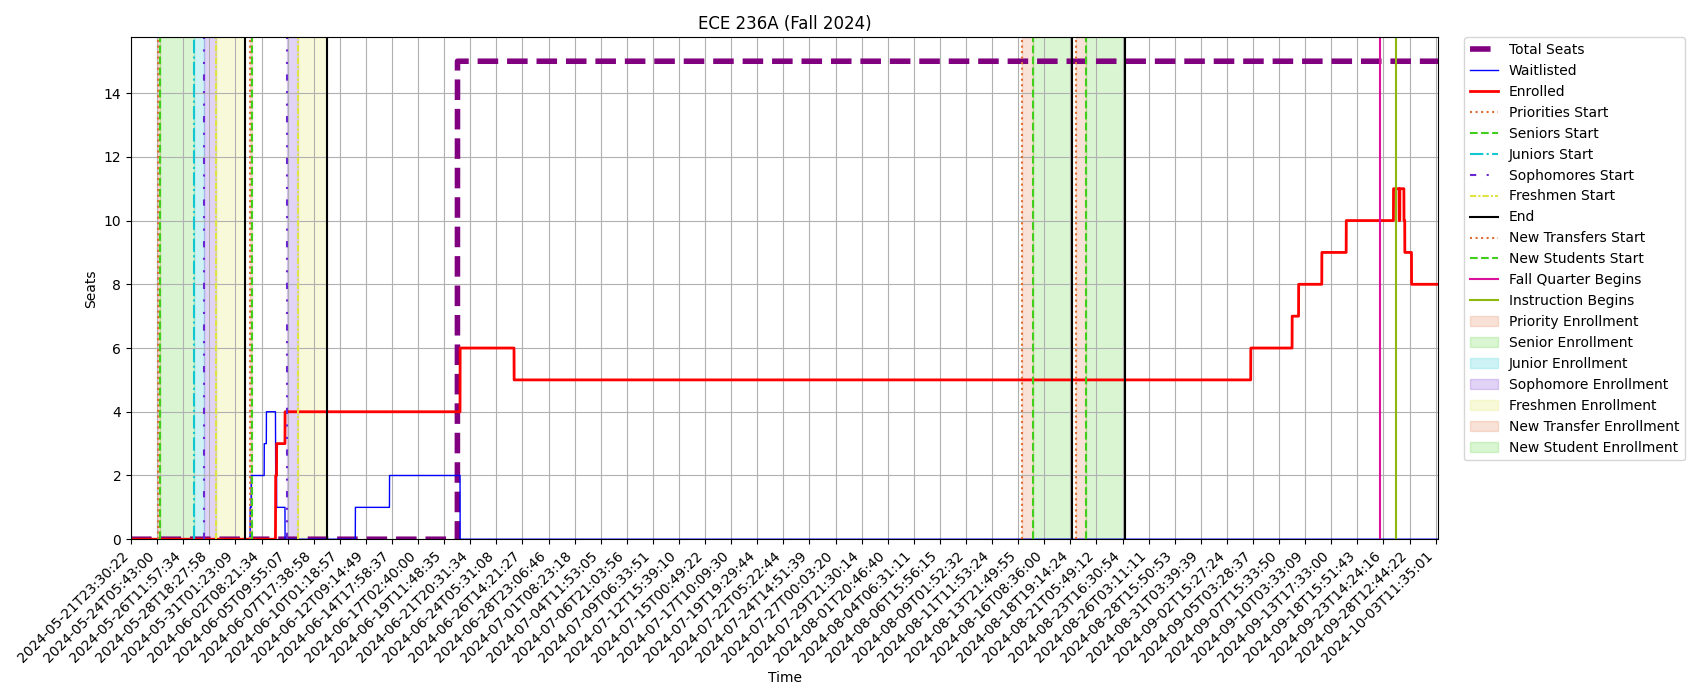 ECE 236A (Fall 2024)
Seats
14
12
10
8
6
4
2
0
2024-05-21T23:30:22
2024-05-24T05:43:00
2024-05-26T11:57:34
2024-05-28T18:27:58
2024-05-31T01:23:09
2024-06-02T08:21:34
2024-06-05T09:55:07
2024-06-07T17:38:58
2024-06-10T01:18:57
2024-06-12T09:14:49
2024-06-14T17:58:37
2024-06-17T02:40:00
2024-06-19T11:48:35
2024-06-21T20:31:34
2024-06-24T05:31:08
2024-06-26T14:21:27
2024-06-28T23:06:46
2024-07-01T08:23:18
2024-07-04T11:53:05
2024-07-06T21:03:56
2024-07-09T06:33:51
2024-07-12T15:39:10
2024-07-15T00:49:22
2024-07-17T10:09:30
2024-07-19T19:29:44
2024-07-22T05:22:44
2024-07-24T14:51:39
2024-07-27T00:03:20
2024-07-29T21:30:14
2024-08-01T20:46:40
2024-08-04T06:31:11
2024-08-06T15:56:15
2024-08-09T01:52:32
2024-08-11T11:53:24
2024-08-13T21:49:55
2024-08-16T08:36:00
2024-08-18T19:14:24
2024-08-21T05:49:12
2024-08-23T16:30:54
2024-08-26T03:11:11
2024-08-28T15:50:53
2024-08-31T03:39:39
2024-09-02T15:27:24
2024-09-05T03:28:37
2024-09-07T15:33:50
2024-09-10T03:33:09
2024-09-13T17:33:00
2024-09-18T15:51:43
2024-09-23T14:24:16
2024-09-28T12:44:22
2024-10-03T11:35:01
Time
Total Seats
Waitlisted
Enrolled
Priorities Start
Seniors Start
Juniors Start
Sophomores Start
Freshmen Start
End
New Transfers Start
New Students Start
Fall Quarter Begins
Instruction Begins
Priority Enrollment
Senior Enrollment
Junior Enrollment
Sophomore Enrollment
Freshmen Enrollment
New Transfer Enrollment
New Student Enrollment